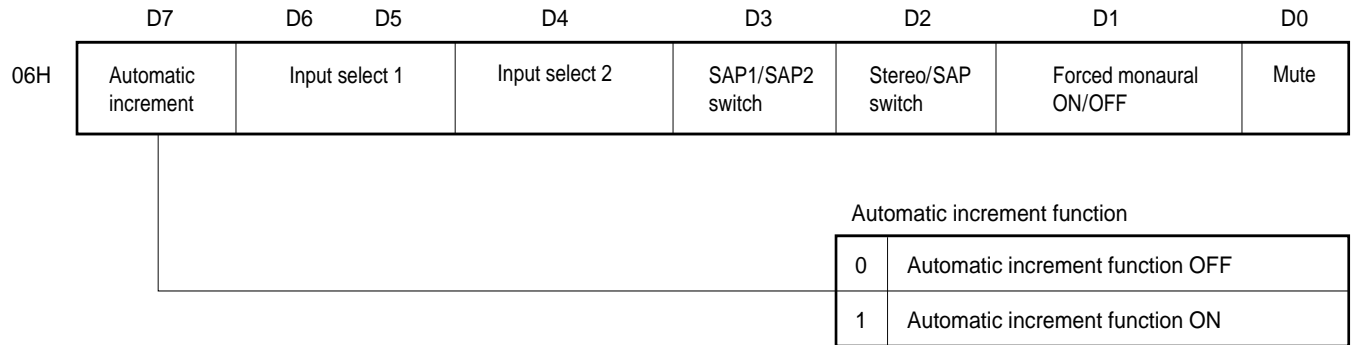 D7 D6 D5 D4 D3 D2 D1 D0
06H Automatic increment Input select 1 Input select 2 SAP1/SAP2 switch Stereo/SAP switch Forced monaural ON/OFF Mute
Automatic increment function
0 Automatic increment function OFF
1 Automatic increment function ON